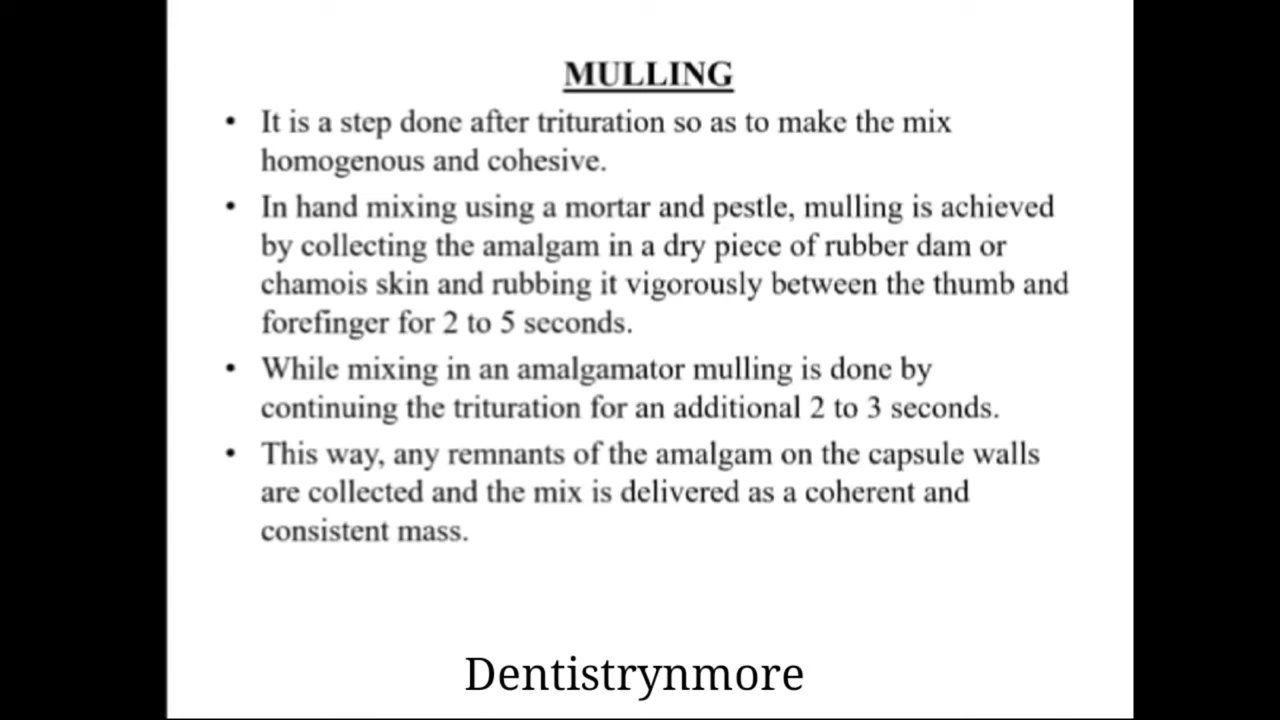 MULLING
• It is a step done after trituration so as to make the mix
homogenous and cohesive.
• In hand mixing using a mortar and pestle, mulling is achieved
by collecting the amalgam in a dry piece of rubber dam or
chamois skin and rubbing it vigorously between the thumb and
forefinger for 2 to 5 seconds.
• While mixing in an amalgamator mulling is done by
continuing the trituration for an additional 2 to 3 seconds.
• This way, any remnants of the amalgam on the capsule walls
are collected and the mix is delivered as a coherent and
consistent mass.
Dentistrynmore